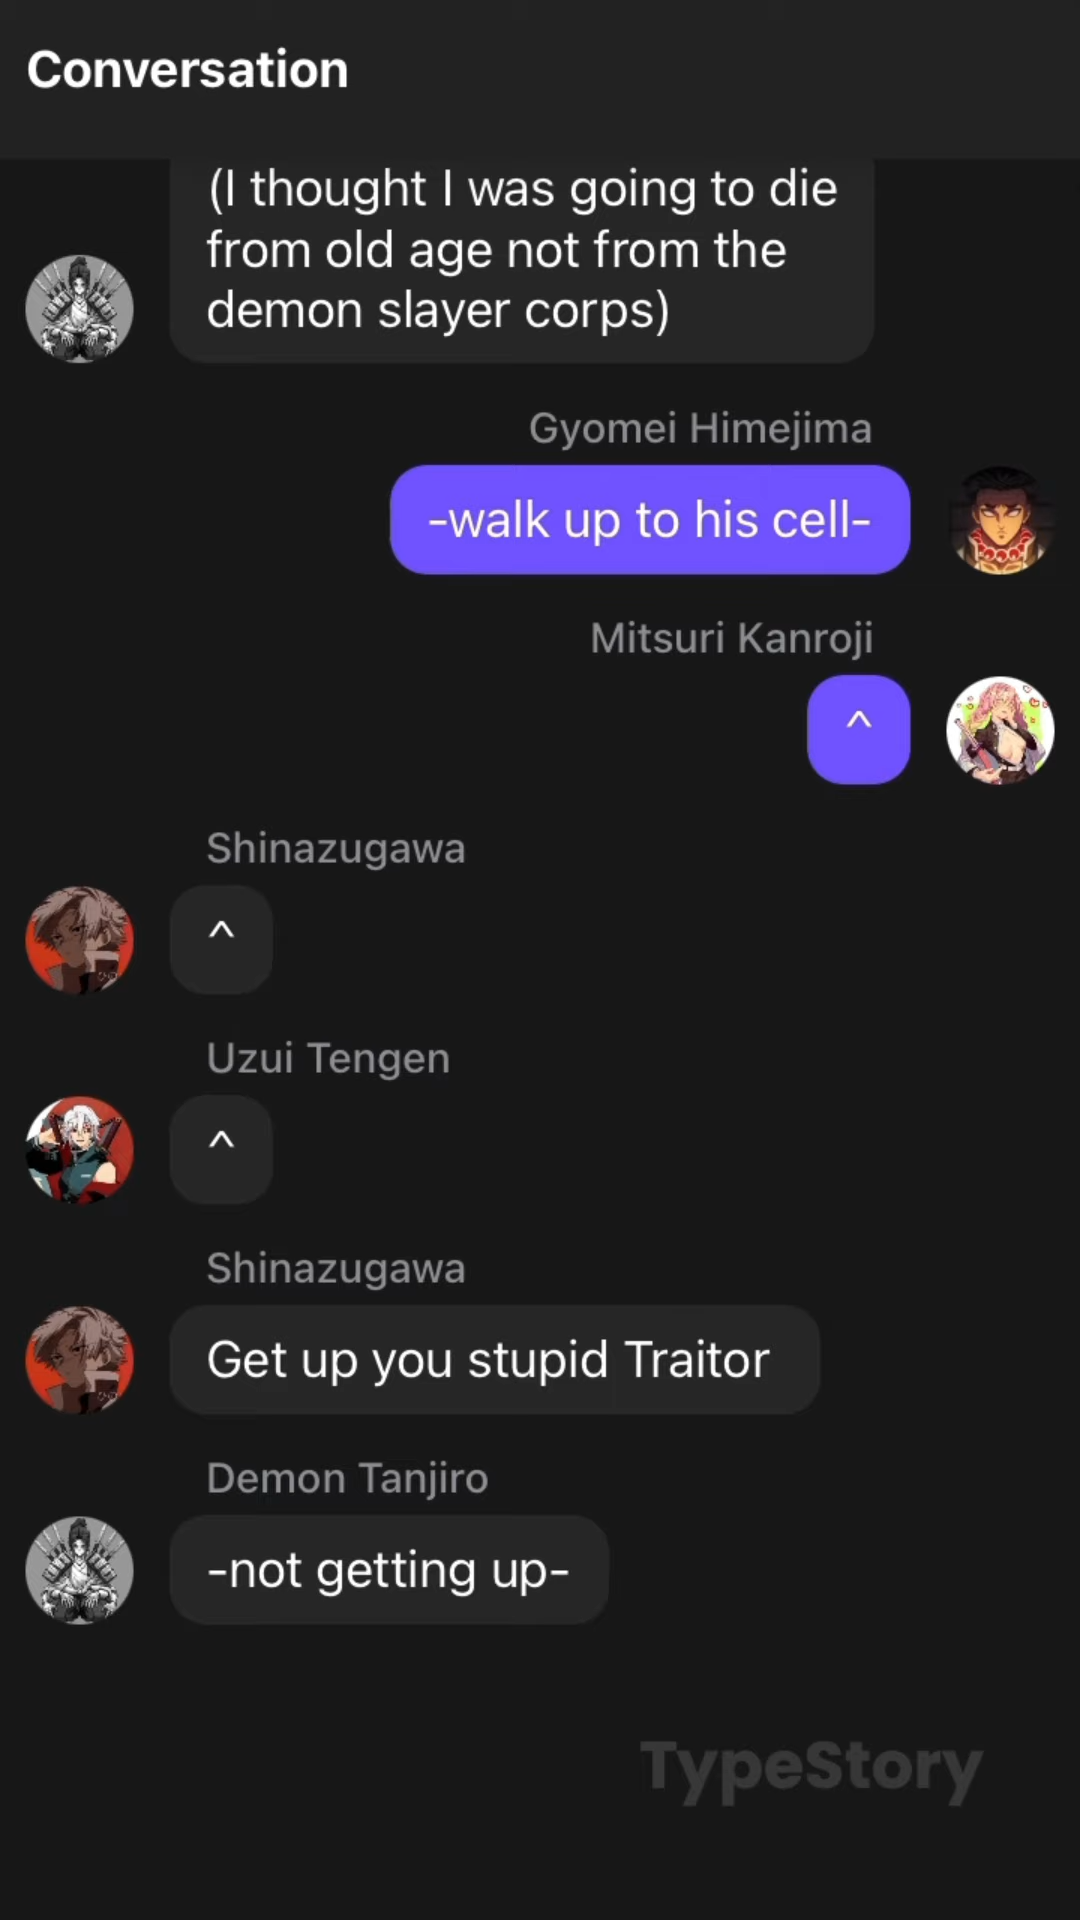 Conversation
(I thought I was going to die
from old age not from the
demon slayer corps)
Gyomei Himejima
-walk up to his cell-
Mitsuri Kanroji
^
Shinazugawa
^
Uzui Tengen
^
Shinazugawa
Get up you stupid Traitor
Demon Tanjiro
-not getting up-
TypeStory